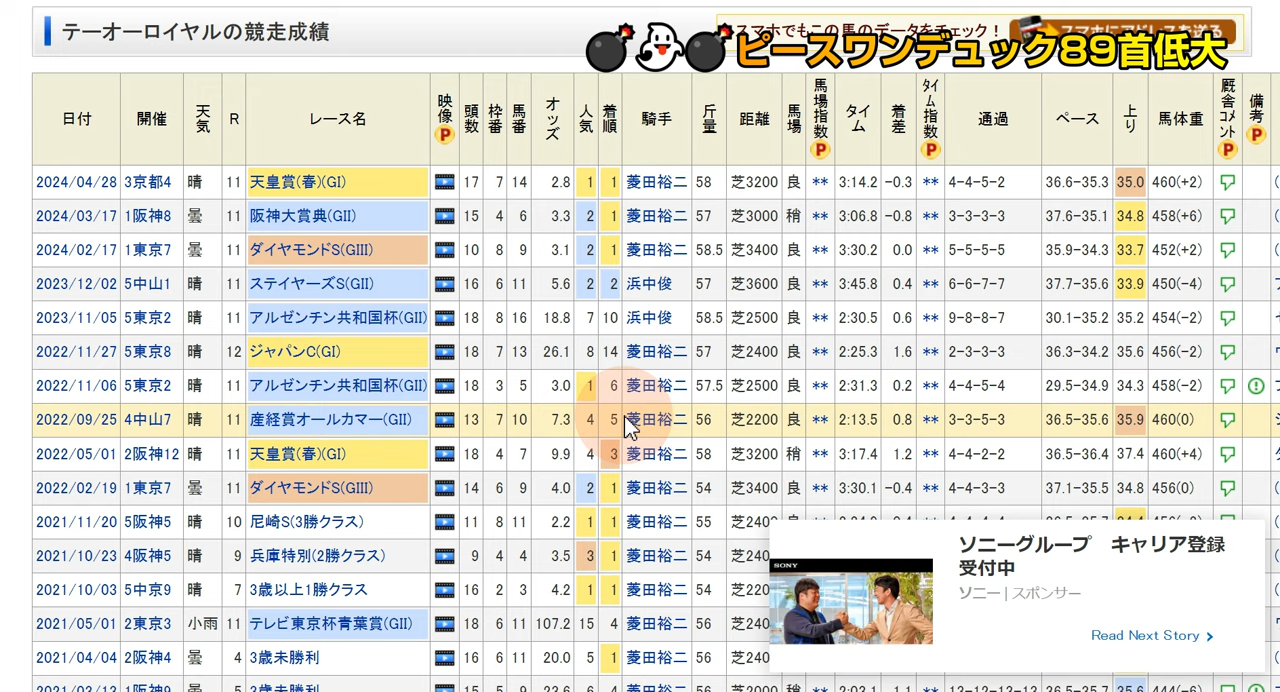 テーオーロイヤルの競走成績
スマホでもこの馬のデータをチェック！ スマホにアドレスを送る
ピースワンデュック89首低大
日付 開催 天気 R レース名 映像 P 頭数 枠番 馬番 オッズ 人気 着順 騎手 斤量 距離 馬場 馬場指数 P タイム 着差 タイム指数 P 通過 ペース 上り 馬体重 厩舎コメント P 備考 P
2024/04/28 3京都4 晴 11 天皇賞(春)(GI) 17 7 14 2.8 1 1 菱田裕二 58 芝3200 良 ** 3:14.2 -0.3 ** 4-4-5-2 36.6-35.3 35.0 460(+2)
2024/03/17 1阪神8 曇 11 阪神大賞典(GII) 15 4 6 3.3 2 1 菱田裕二 57 芝3000 稍 ** 3:06.8 -0.8 ** 3-3-3-3 37.6-35.1 34.8 458(+6)
2024/02/17 1東京7 曇 11 ダイヤモンドS(GIII) 10 8 9 3.1 2 1 菱田裕二 58.5 芝3400 良 ** 3:30.2 0.0 ** 5-5-5-5 35.9-34.3 33.7 452(+2)
2023/12/02 5中山1 晴 11 ステイヤーズS(GII) 16 6 11 5.6 2 2 浜中俊 57 芝3600 良 ** 3:45.8 0.4 ** 6-6-7-7 37.7-35.6 33.9 450(-4)
2023/11/05 5東京2 晴 11 アルゼンチン共和国杯(GII) 18 8 16 18.8 7 10 浜中俊 58.5 芝2500 良 ** 2:30.5 0.6 ** 9-8-8-7 30.1-35.2 35.2 454(-2)
2022/11/27 5東京8 晴 12 ジャパンC(GI) 18 7 13 26.1 8 14 菱田裕二 57 芝2400 良 ** 2:25.3 1.6 ** 2-3-3-3 36.3-34.2 35.6 456(-2)
2022/11/06 5東京2 晴 11 アルゼンチン共和国杯(GII) 18 3 5 3.0 1 6 菱田裕二 57.5 芝2500 良 ** 2:31.3 0.2 ** 4-4-5-4 29.5-34.9 34.3 458(-2)
2022/09/25 4中山7 晴 11 産経賞オールカマー(GII) 13 7 10 7.3 4 5 菱田裕二 56 芝2200 良 ** 2:13.5 0.8 ** 3-3-5-3 36.5-35.6 35.9 460(0)
2022/05/01 2阪神12 晴 11 天皇賞(春)(GI) 18 4 7 9.9 4 3 菱田裕二 58 芝3200 稍 ** 3:17.4 1.2 ** 4-4-2-2 36.5-36.4 37.4 460(+4)
2022/02/19 1東京7 曇 11 ダイヤモンドS(GIII) 14 6 9 4.0 2 1 菱田裕二 54 芝3400 良 ** 3:30.1 -0.4 ** 4-4-3-3 37.1-35.5 34.8 456(0)
2021/11/20 5阪神5 晴 10 尼崎S(3勝クラス) 11 8 11 2.2 1 1 菱田裕二 55 芝240
2021/10/23 4阪神5 晴 9 兵庫特別(2勝クラス) 9 4 4 3.5 3 1 菱田裕二 54 芝240
2021/10/03 5中京9 晴 7 3歳以上1勝クラス 16 2 3 4.2 1 1 菱田裕二 54 芝220
2021/05/01 2東京3 小雨 11 テレビ東京杯青葉賞(GII) 18 6 11 107.2 15 4 菱田裕二 56 芝240
2021/04/04 2阪神2 曇 4 3歳未勝利 16 6 11 20.0 5 1 菱田裕二 56 芝240
SONY
ソニーグループ　キャリア登録
受付中
ソニー | スポンサー
Read Next Story